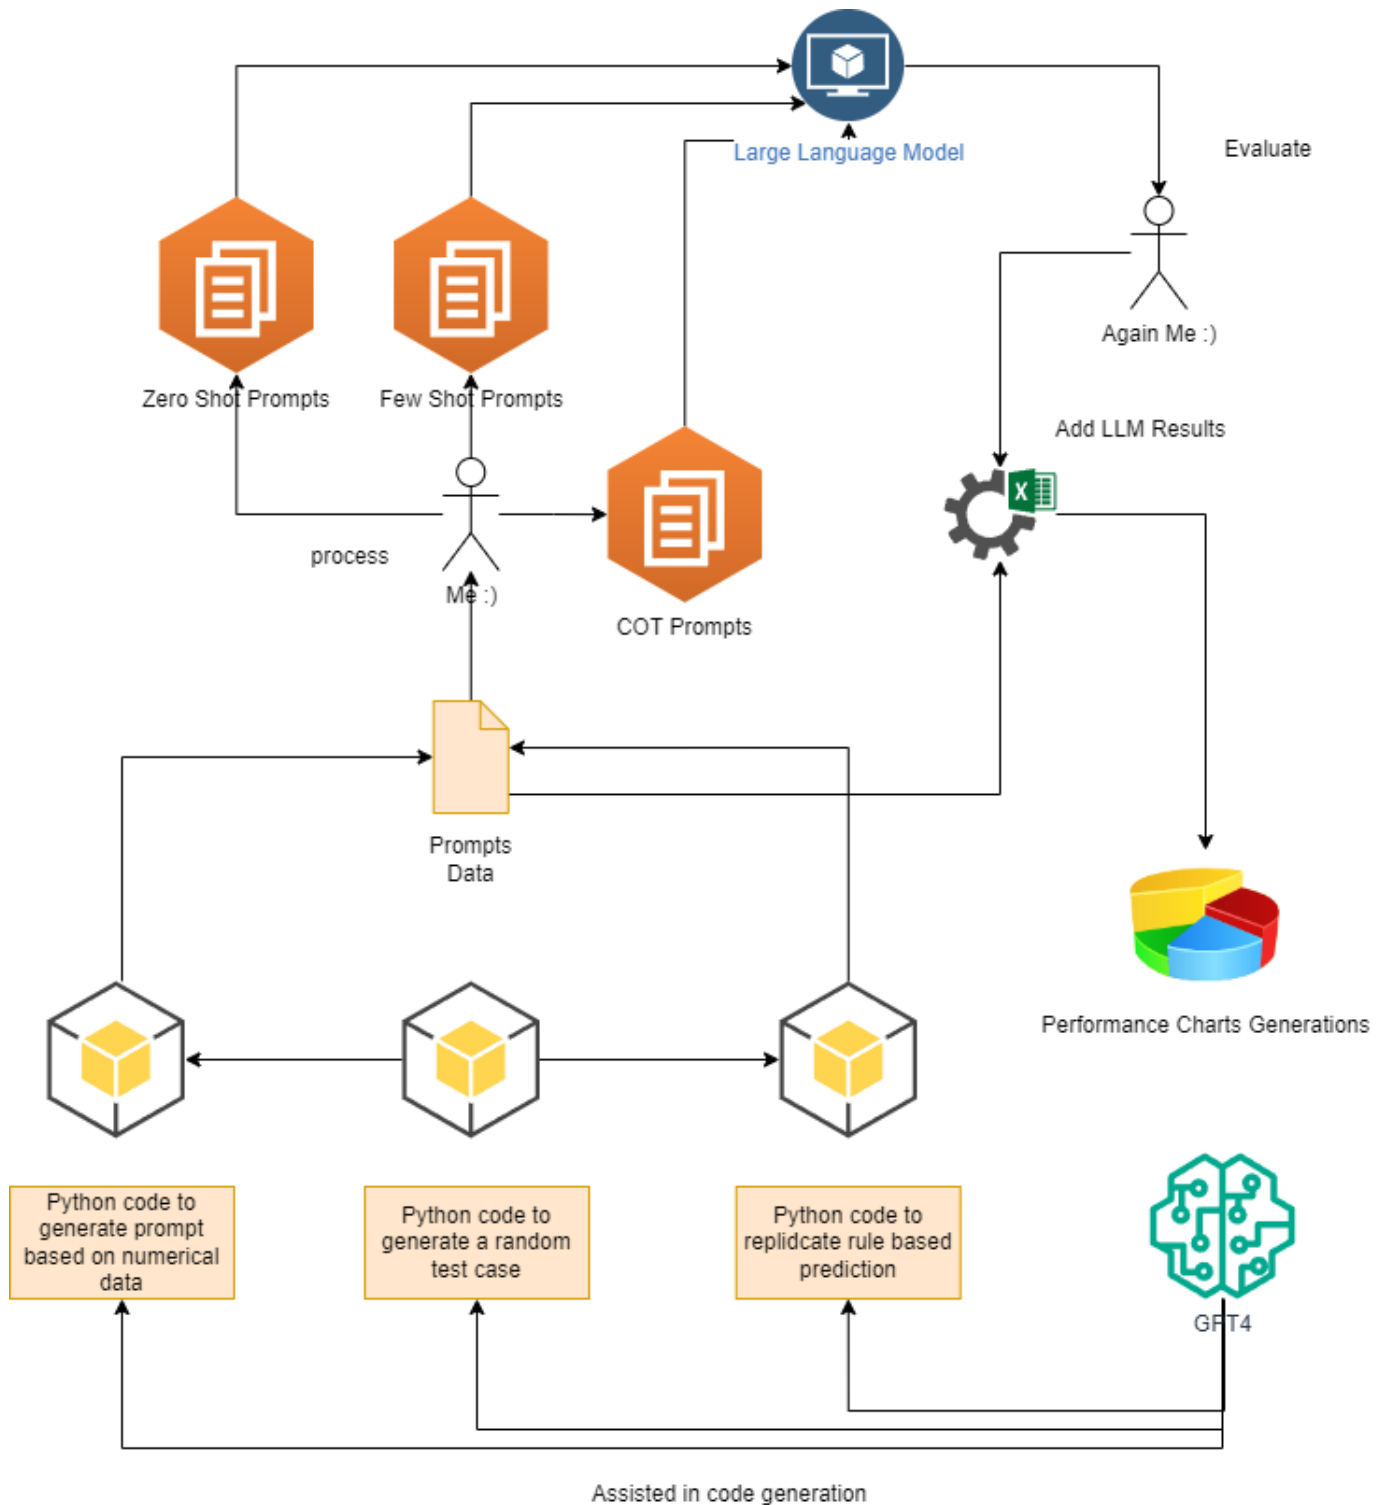 Large Language Model
Evaluate
Again Me :)
Zero Shot Prompts
Few Shot Prompts
Add LLM Results
X
process
Me :)
COT Prompts
Prompts
Data
Performance Charts Generations
Python code to
generate prompt
based on numerical
data
Python code to
generate a random
test case
Python code to
replidcate rule based
prediction
GPT4
Assisted in code generation